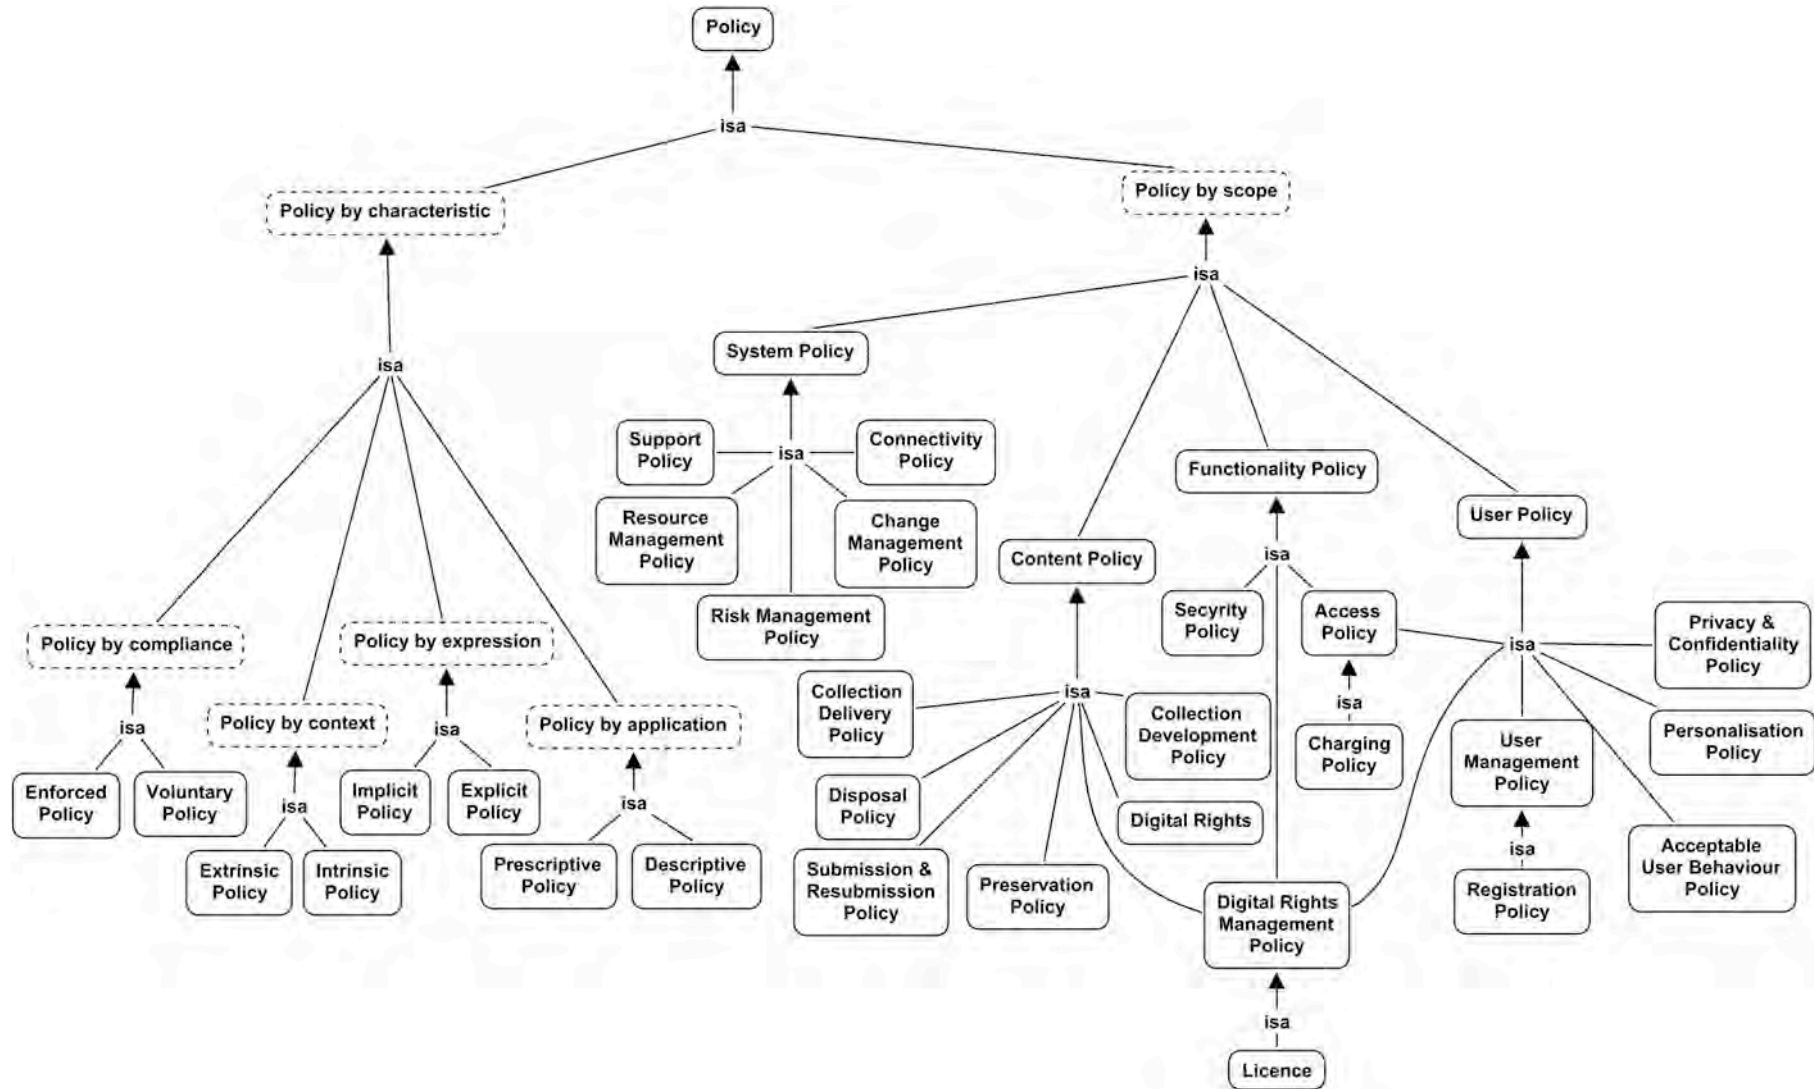 Policy
isa
Policy by characteristic
Policy by scope
isa
isa
System Policy
Support
Policy
isa
Connectivity
Policy
Resource
Management
Policy
Change
Management
Policy
Risk Management
Policy
Functionality Policy
User Policy
Content Policy
isa
Secyrity
Policy
Access
Policy
isa
Charging
Policy
isa
Privacy &
Confidentiality
Policy
Personalisation
Policy
User
Management
Policy
isa
Registration
Policy
Acceptable
User Behaviour
Policy
Policy by compliance
isa
Enforced
Policy
Voluntary
Policy
Policy by context
isa
Extrinsic
Policy
Intrinsic
Policy
Policy by expression
isa
Implicit
Policy
Explicit
Policy
Policy by application
isa
Prescriptive
Policy
Descriptive
Policy
isa
Collection
Delivery
Policy
Collection
Development
Policy
Disposal
Policy
Digital Rights
Submission &
Resubmission
Policy
Preservation
Policy
Digital Rights
Management
Policy
isa
Licence